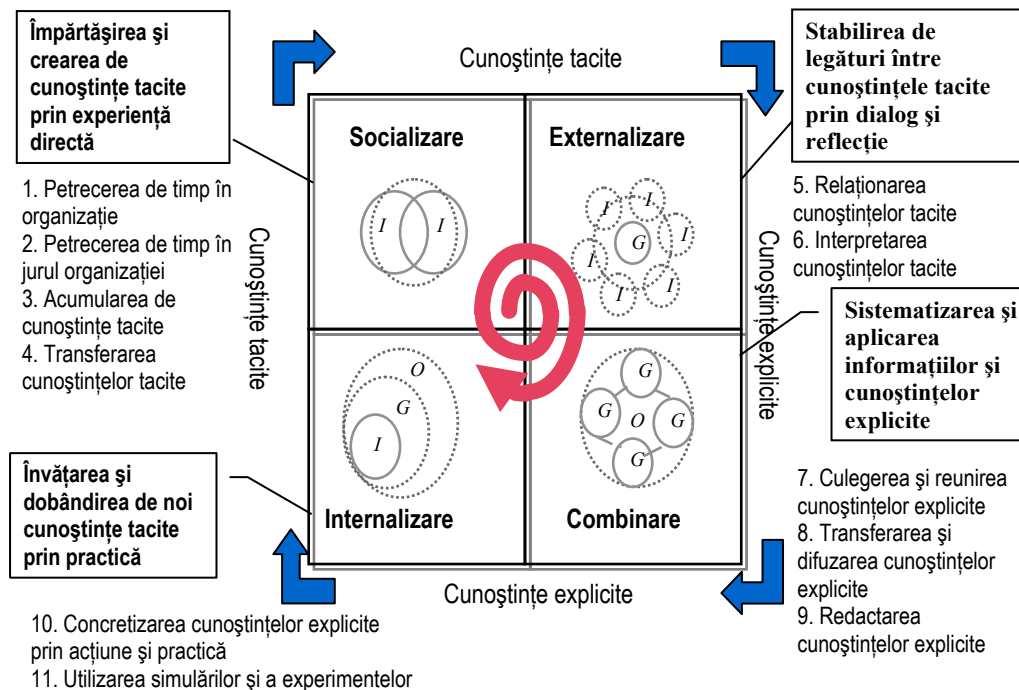 Împărtăşirea şi
crearea de
cunoştinţe tacite
prin experienţă
directă
1. Petrecerea de timp în
organizaţie
2. Petrecerea de timp în
jurul organizaţiei
3. Acumularea de
cunoştinţe tacite
4. Transferarea
cunoştinţelor tacite
Cunoştinţe tacite
Cunoştinţe tacite
Stabilirea de
legături între
cunoştinţele tacite
prin dialog şi
reflecţie
5. Relaţionarea
cunoştinţelor tacite
6. Interpretarea
cunoştinţelor tacite
Socializare
I I
Externalizare
I I
I G I
I I
Cunoştinţe explicite
Sistematizarea şi
aplicarea
informaţiilor şi
cunoştinţelor
explicite
O
G
I
Internalizare
G
G O G
G
Combinare
Învăţarea şi
dobândirea de noi
cunoştinţe tacite
prin practică
7. Culegerea şi reunirea
cunoştinţelor explicite
8. Transferarea şi
difuzarea cunoştinţelor
explicite
9. Redactarea
cunoştinţelor explicite
Cunoştinţe explicite
10. Concretizarea cunoştinţelor explicite
prin acţiune şi practică
11. Utilizarea simulărilor şi a experimentelor